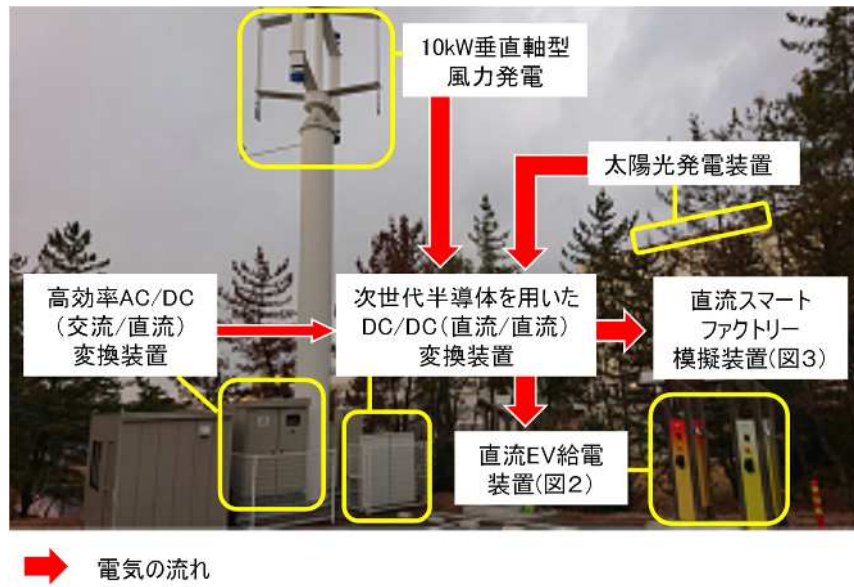 10kW垂直軸型
風力発電
太陽光発電装置
高効率AC/DC
(交流/直流)
変換装置
次世代半導体を用いた
DC/DC(直流/直流)
変換装置
直流スマート
ファクトリー
模擬装置(図3)
直流EV給電
装置(図2)
電気の流れ